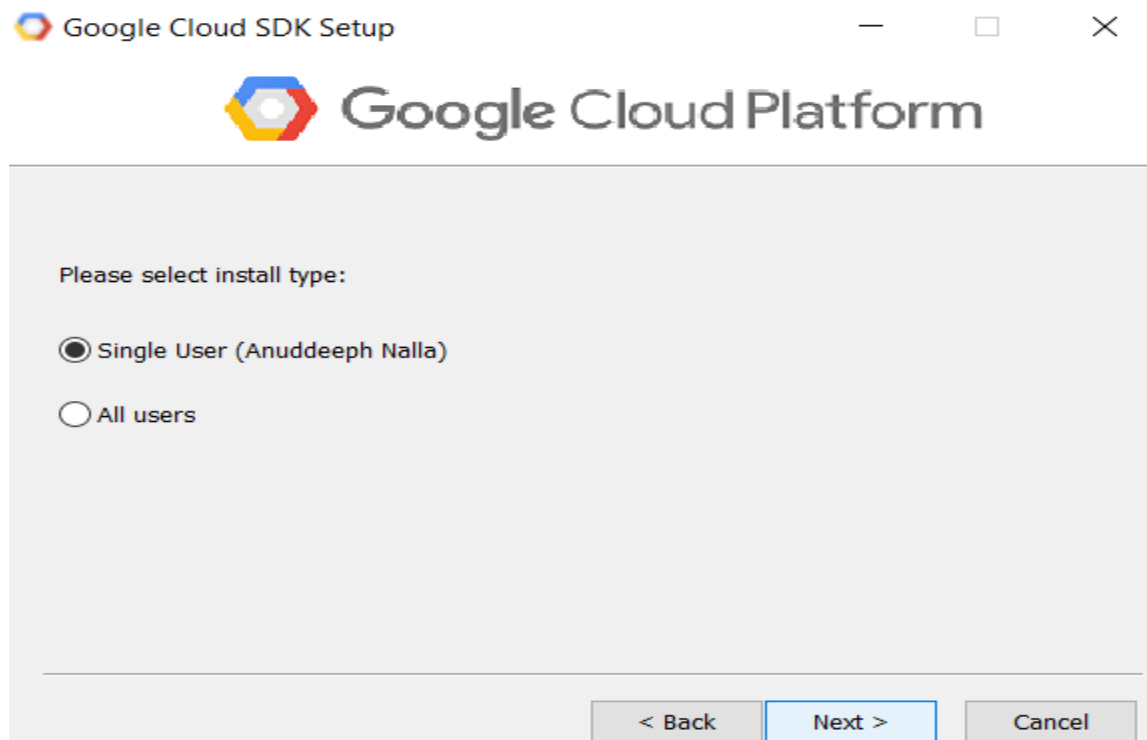 Google Cloud SDK Setup
Google Cloud Platform
Please select install type:
Single User (Anuddeeph Nalla)
All users
< Back Next > Cancel